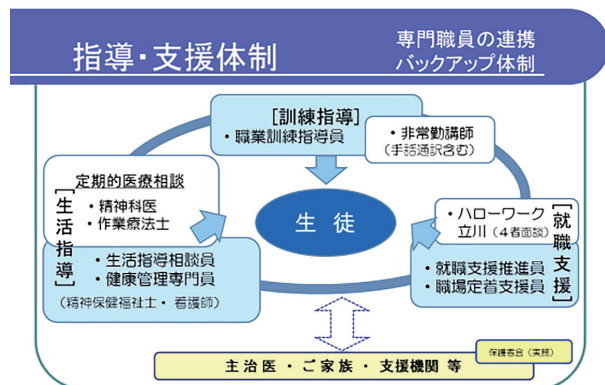 指導・支援体制
専門職員の連携
バックアップ体制
[訓練指導]
・職業訓練指導員
・非常勤講師
(手話通訳含む)
定期的医療相談
・精神科医
・作業療法士
[生活指導]
・生活指導相談員
・健康管理専門員
(精神保健福祉士・看護師)
生徒
・ハローワーク
立川(4者面談)
[就職支援]
・就職支援推進員
・職場定着支援員
保護者会(実務)
主治医・ご家族・支援機関 等